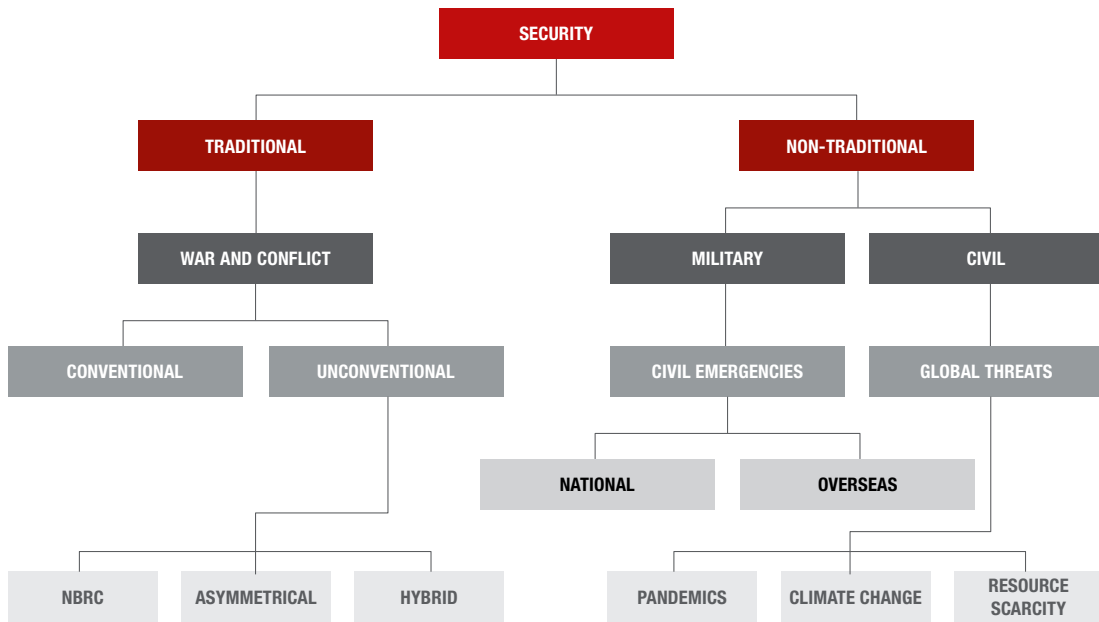 SECURITY
TRADITIONAL
NON-TRADITIONAL
WAR AND CONFLICT
MILITARY
CIVIL
CONVENTIONAL
UNCONVENTIONAL
CIVIL EMERGENCIES
GLOBAL THREATS
NATIONAL
OVERSEAS
NBRC
ASYMMETRICAL
HYBRID
PANDEMICS
CLIMATE CHANGE
RESOURCE
SCARCITY